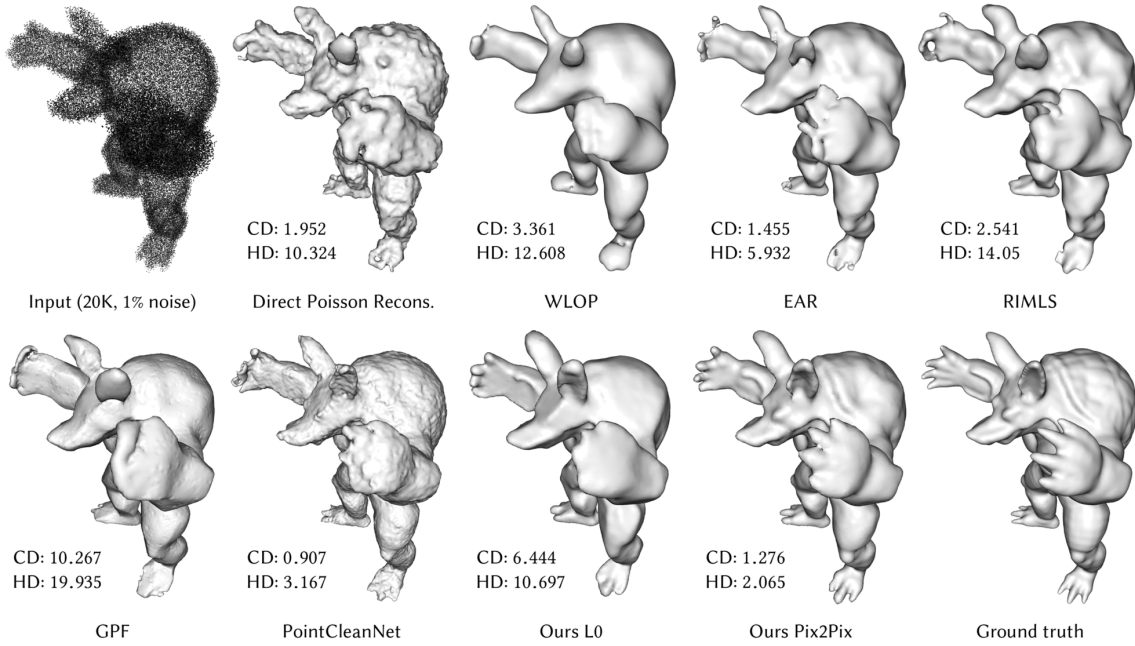 CD: 1.952
HD: 10.324
CD: 3.361
HD: 12.608
CD: 1.455
HD: 5.932
CD: 2.541
HD: 14.05
Input (20K, 1% noise)
Direct Poisson Recons.
WLOP
EAR
RIMLS
CD: 10.267
HD: 19.935
CD: 0.907
HD: 3.167
CD: 6.444
HD: 10.697
CD: 1.276
HD: 2.065
GPF
PointCleanNet
Ours L0
Ours Pix2Pix
Ground truth